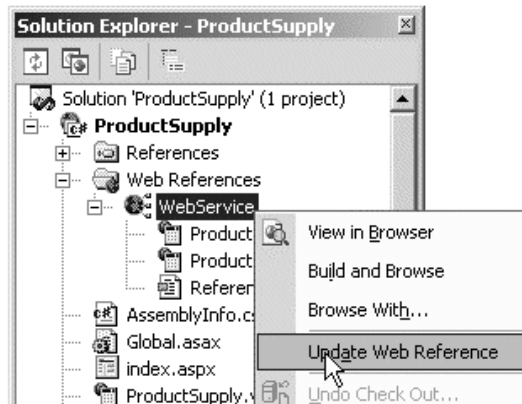 Solution Explorer - ProductSupply
Solution 'ProductSupply' (1 project)
ProductSupply
References
Web References
WebService
Product
Product
Referen
AssemblyInfo.c
Global.asax
index.aspx
ProductSupply.
View in Browser
Build and Browse
Browse With...
Update Web Reference
Undo Check Out...